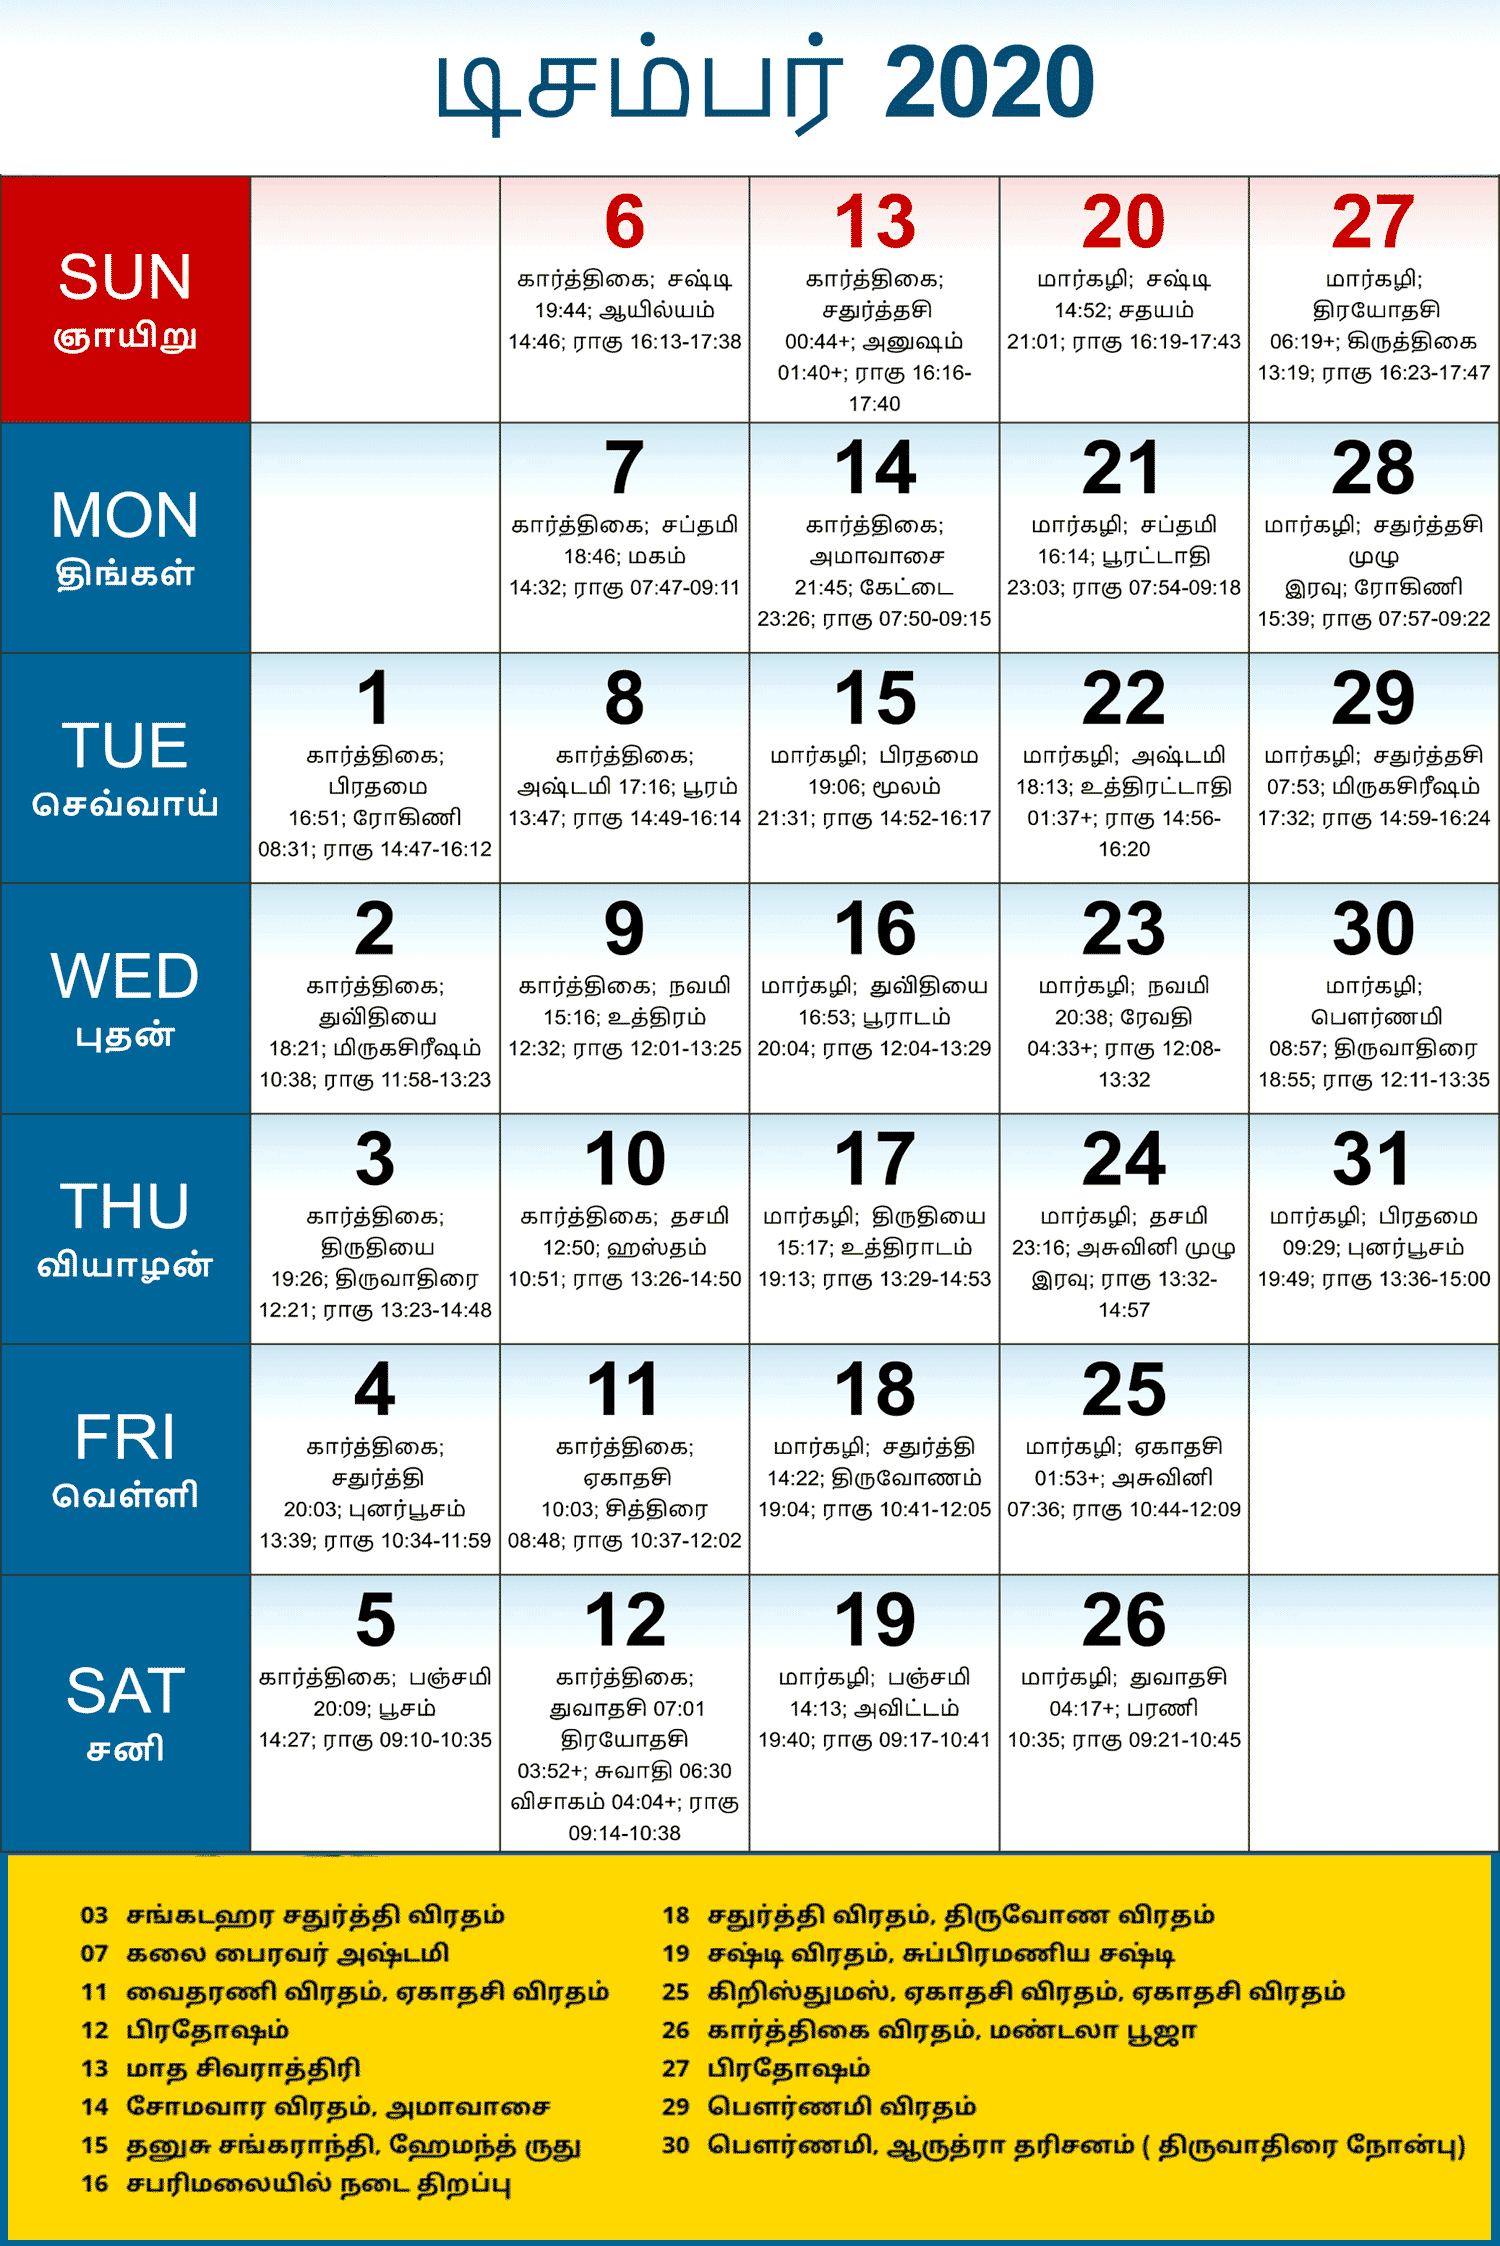 டிசம்பர் 2020
SUN
ஞாயிறு
6
கார்த்திகை; சஷ்டி
19:44; ஆயில்யம்
14:46; ராகு 16:13-17:38
13
கார்த்திகை;
சதுர்த்தசி
00:44+; அனுஷம்
01:40+; ராகு 16:16-
17:40
20
மார்கழி; சஷ்டி
14:52; சதயம்
21:01; ராகு 16:19-17:43
27
மார்கழி;
திரயோதசி
06:19+; கிருத்திகை
13:19; ராகு 16:23-17:47
MON
திங்கள்
7
கார்த்திகை; சப்தமி
18:46; மகம்
14:32; ராகு 07:47-09:11
14
கார்த்திகை;
அமாவாசை
21:45; கேட்டை
23:26; ராகு 07:50-09:15
21
மார்கழி; சப்தமி
16:14; பூரட்டாதி
23:03; ராகு 07:54-09:18
28
மார்கழி; சதுர்த்தசி
முழு
இரவு; ரோகிணி
15:39; ராகு 07:57-09:22
TUE
செவ்வாய்
1
கார்த்திகை;
பிரதமை
16:51; ரோகிணி
08:31; ராகு 14:47-16:12
8
கார்த்திகை;
அஷ்டமி 17:16; பூரம்
13:47; ராகு 14:49-16:14
15
மார்கழி; பிரதமை
19:06; மூலம்
21:31; ராகு 14:52-16:17
22
மார்கழி; அஷ்டமி
18:13; உத்திரட்டாதி
01:37+; ராகு 14:56-
16:20
29
மார்கழி; சதுர்த்தசி
07:53; மிருகசிரீஷம்
17:32; ராகு 14:59-16:24
WED
புதன்
2
கார்த்திகை;
துவிதியை
18:21; மிருகசிரீஷம்
10:38; ராகு 11:58-13:23
9
கார்த்திகை; நவமி
15:16; உத்திரம்
12:32; ராகு 12:01-13:25
16
மார்கழி; துவிதியை
16:53; பூராடம்
20:04; ராகு 12:04-13:29
23
மார்கழி; நவமி
20:38; ரேவதி
04:33+; ராகு 12:08-
13:32
30
மார்கழி;
பௌர்ணமி
08:57; திருவாதிரை
18:55; ராகு 12:11-13:35
THU
வியாழன்
3
கார்த்திகை;
திருதியை
19:26; திருவாதிரை
12:21; ராகு 13:23-14:48
10
கார்த்திகை; தசமி
12:50; ஹஸ்தம்
10:51; ராகு 13:26-14:50
17
மார்கழி; திருதியை
15:17; உத்திராடம்
19:13; ராகு 13:29-14:53
24
மார்கழி; தசமி
23:16; அசுவினி முழு
இரவு; ராகு 13:32-
14:57
31
மார்கழி; பிரதமை
09:29; புனர்பூசம்
19:49; ராகு 13:36-15:00
FRI
வெள்ளி
4
கார்த்திகை;
சதுர்த்தி
20:03; புனர்பூசம்
13:39; ராகு 10:34-11:59
11
கார்த்திகை;
ஏகாதசி
10:03; சித்திரை
08:48; ராகு 10:37-12:02
18
மார்கழி; சதுர்த்தி
14:22; திருவோணம்
19:04; ராகு 10:41-12:05
25
மார்கழி; ஏகாதசி
01:53+; அசுவினி
07:36; ராகு 10:44-12:09
SAT
சனி
5
கார்த்திகை; பஞ்சமி
20:09; பூசம்
14:27; ராகு 09:10-10:35
12
கார்த்திகை;
துவாதசி 07:01
திரயோதசி
03:52+; சுவாதி 06:30
விசாகம் 04:04+; ராகு
09:14-10:38
19
மார்கழி; பஞ்சமி
14:13; அவிட்டம்
19:40; ராகு 09:17-10:41
26
மார்கழி; துவாதசி
04:17+; பரணி
10:35; ராகு 09:21-10:45
03 சங்கடஹர சதுர்த்தி விரதம்
07 கலை பைரவர் அஷ்டமி
11 வைதரணி விரதம், ஏகாதசி விரதம்
12 பிரதோஷம்
13 மாத சிவராத்திரி
14 சோமவார விரதம், அமாவாசை
15 தனுசு சங்கராந்தி, ஹேமந்த் ருது
16 சபரிமலையில் நடை திறப்பு
18 சதுர்த்தி விரதம், திருவோண விரதம்
19 சஷ்டி விரதம், சுப்பிரமணிய சஷ்டி
25 கிறிஸ்துமஸ், ஏகாதசி விரதம், ஏகாதசி விரதம்
26 கார்த்திகை விரதம், மண்டலா பூஜா
27 பிரதோஷம்
29 பௌர்ணமி விரதம்
30 பௌர்ணமி, ஆருத்ரா தரிசனம் ( திருவாதிரை நோன்பு)